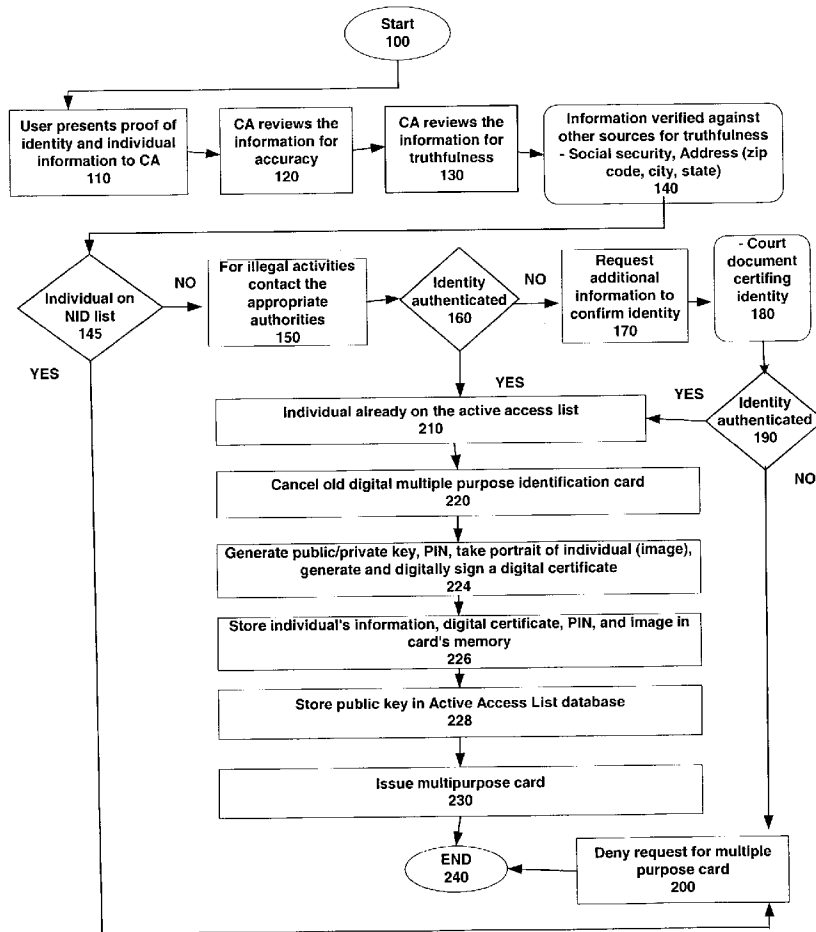 Start
100
User presents proof of
identity and individual
information to CA
110
CA reviews the
information for
accuracy
120
CA reviews the
information for
truthfulness
130
Information verified against
other sources for truthfulness
- Social security, Address (zip
code, city, state)
140
Individual on
NID list
145
NO
YES
For illegal activities
contact the
appropriate
authorities
150
Identity
authenticated
160
NO
YES
Request
additional
information to
confirm identity
170
- Court
document
certifing
identity
180
Identity
authenticated
190
YES
NO
Individual already on the active access list
210
Cancel old digital multiple purpose identification card
220
Generate public/private key, PIN, take portrait of individual (image),
generate and digitally sign a digital certificate
224
Store individual's information, digital certificate, PIN, and image in
card's memory
226
Store public key in Active Access List database
228
Issue multipurpose card
230
END
240
Deny request for multiple
purpose card
200